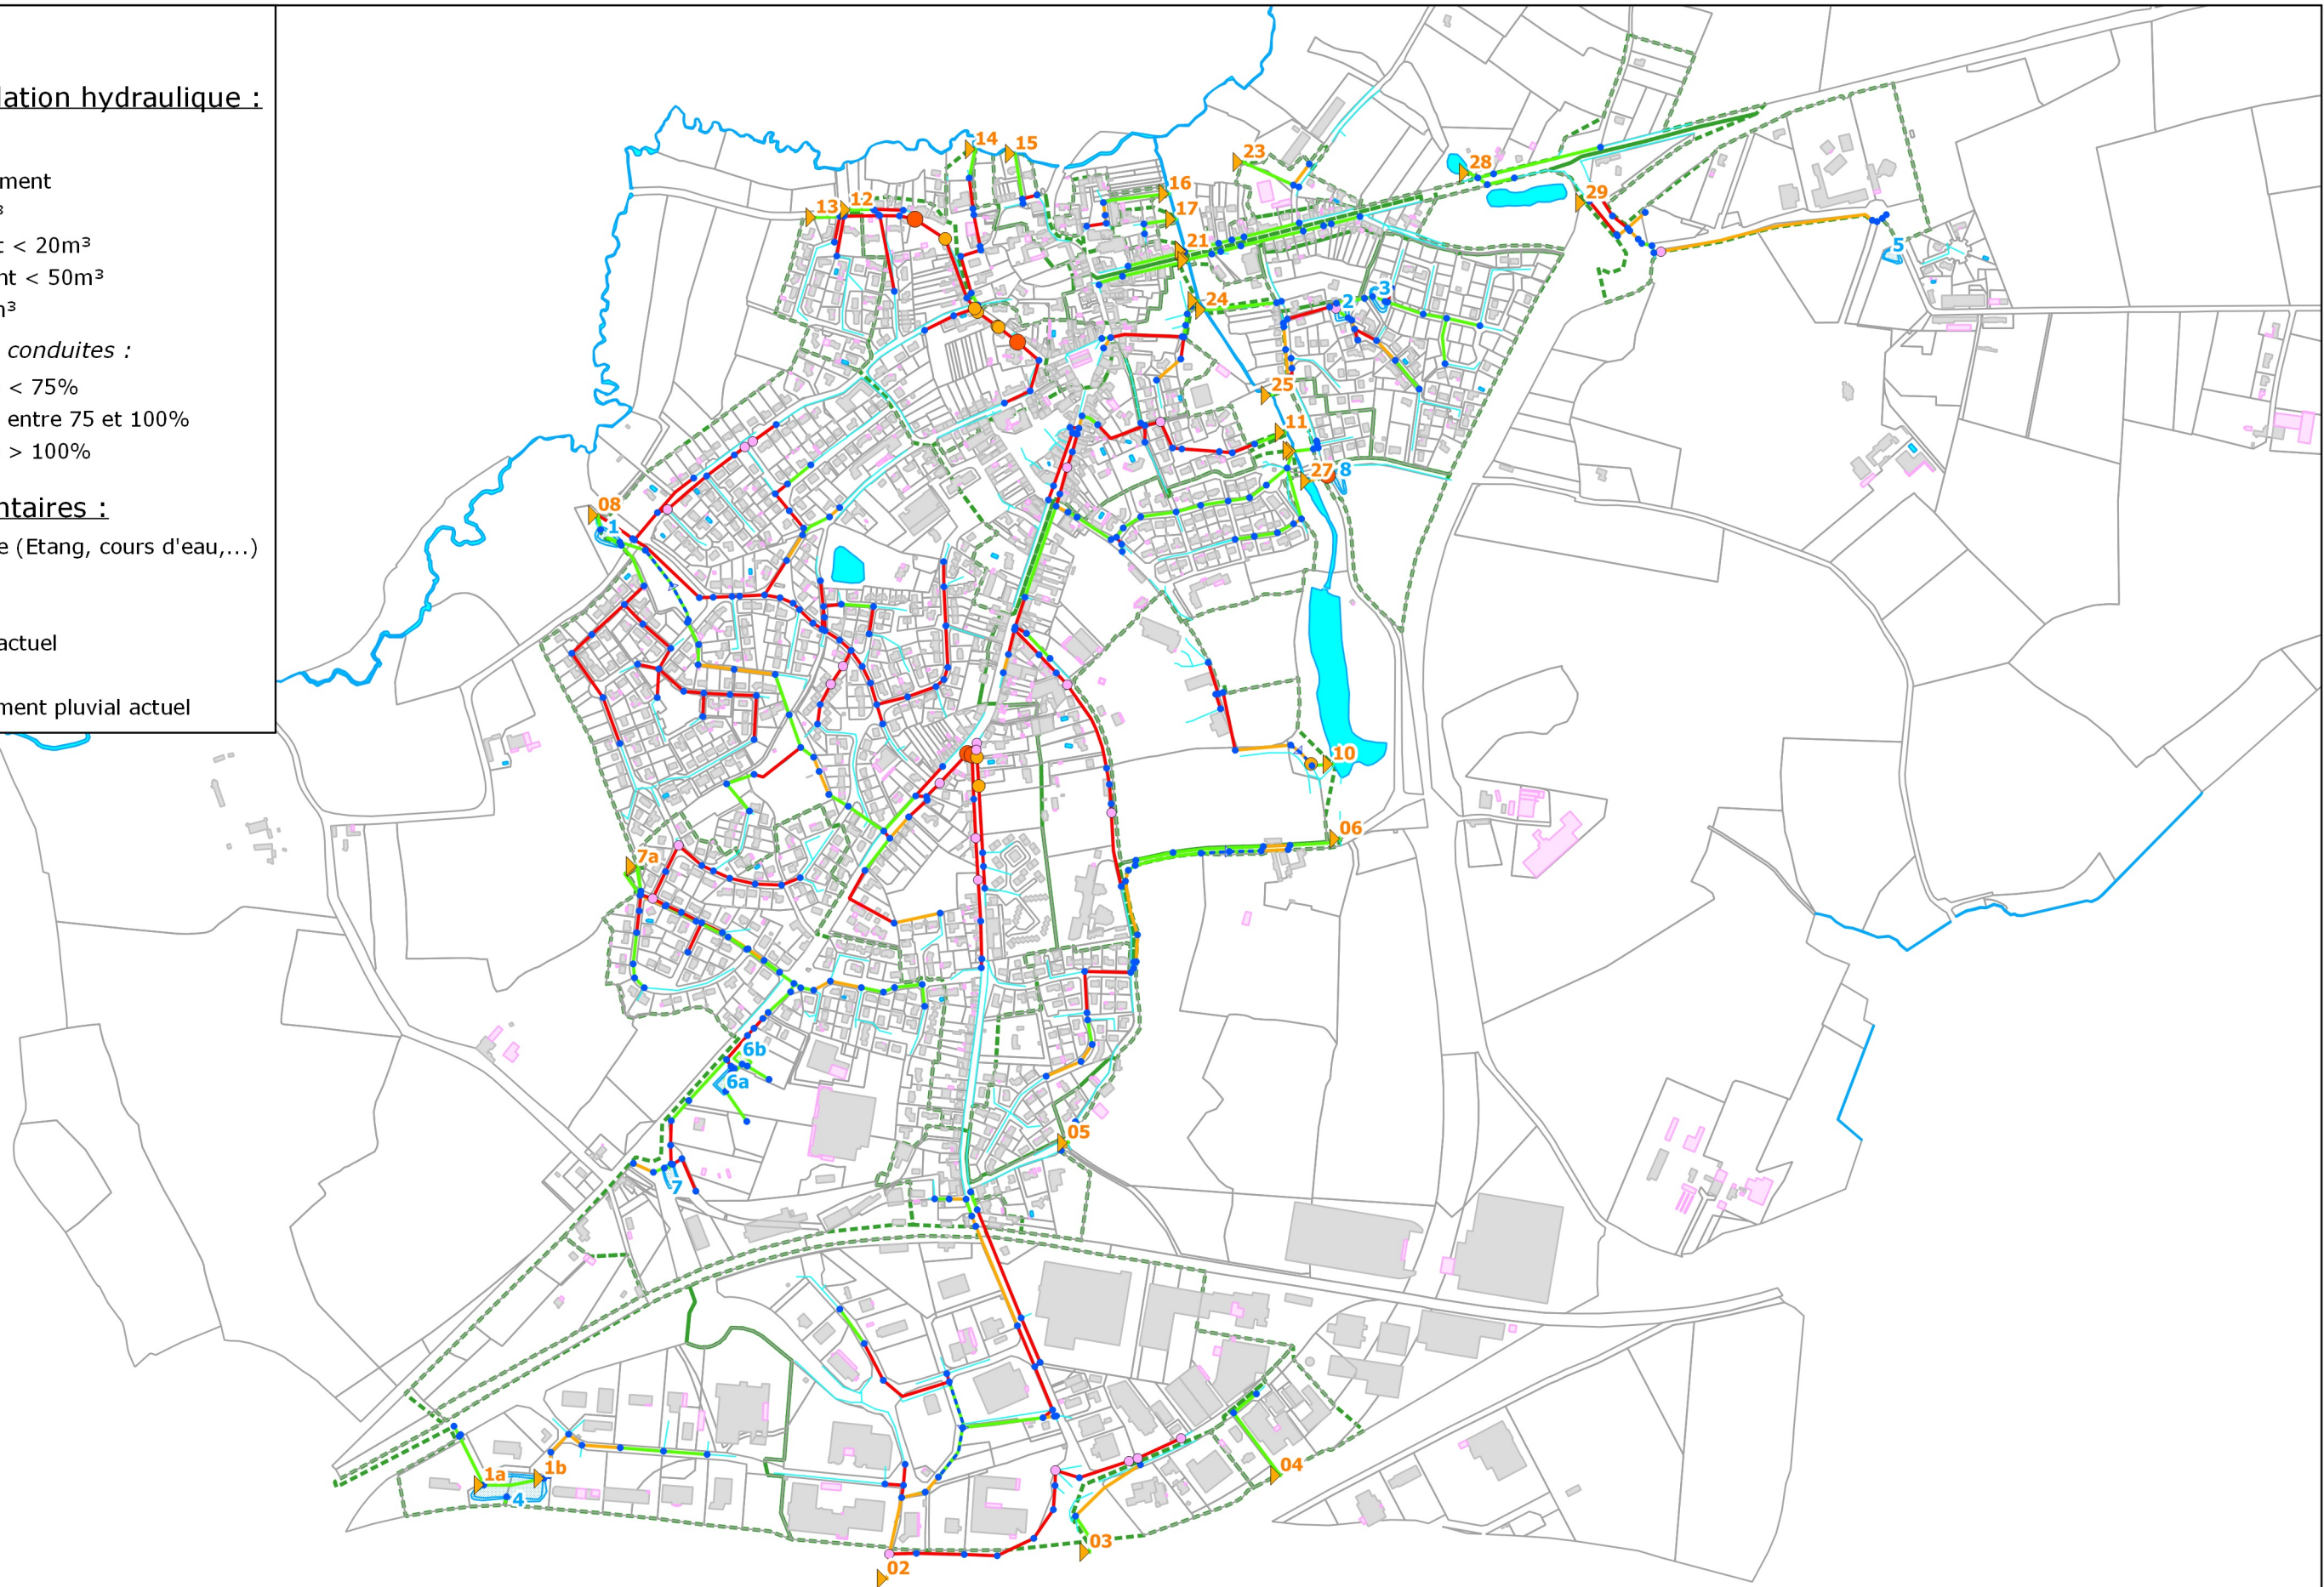 lation hydraulique :
ment
³
t < 20m³
nt < 50m³
m³
conduites :
< 75%
entre 75 et 100%
> 100%
ntaires :
e (Etang, cours d'eau,...)
actuel
ment pluvial actuel
14
15
23
28
16
29
13
12
17
21
5
24
2
3
25
11
27
8
08
1
10
06
7a
6b
6a
05
7
1a
1b
4
04
03
02